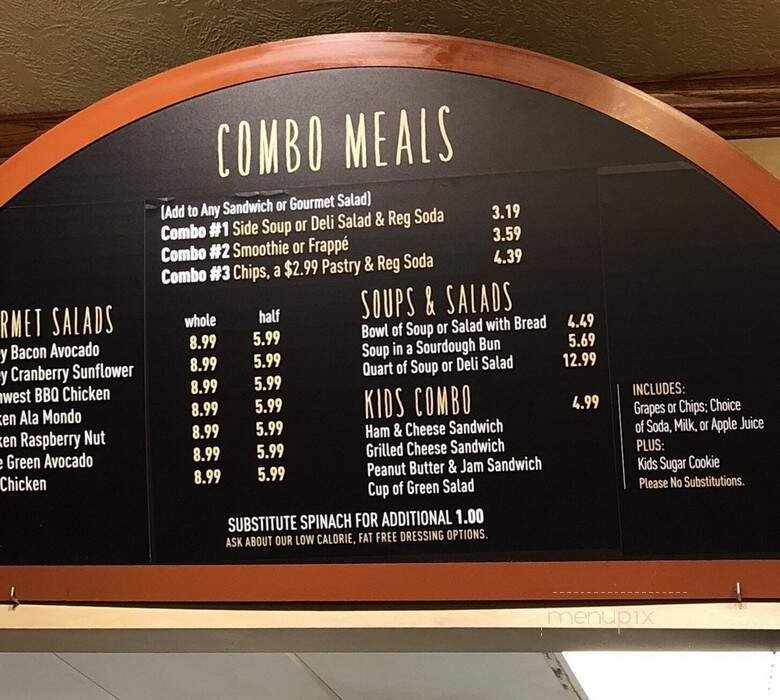 COMBO MEALS
(Add to Any Sandwich or Gourmet Salad)
Combo #1 Side Soup or Deli Salad & Reg Soda 3.19
Combo #2 Smoothie or Frappé 3.59
Combo #3 Chips, a $2.99 Pastry & Reg Soda 4.39
RMET SALADS whole half
y Bacon Avocado 8.99 5.99
y Cranberry Sunflower 8.99 5.99
west BBQ Chicken 8.99 5.99
ken Ala Mondo 8.99 5.99
ken Raspberry Nut 8.99 5.99
e Green Avocado 8.99 5.99
Chicken 8.99 5.99
SOUPS & SALADS
Bowl of Soup or Salad with Bread 4.49
Soup in a Sourdough Bun 5.69
Quart of Soup or Deli Salad 12.99
KIDS COMBO 4.99
Ham & Cheese Sandwich
Grilled Cheese Sandwich
Peanut Butter & Jam Sandwich
Cup of Green Salad
INCLUDES:
Grapes or Chips; Choice
of Soda, Milk, or Apple Juice
PLUS:
Kids Sugar Cookie
Please No Substitutions.
SUBSTITUTE SPINACH FOR ADDITIONAL 1.00
ASK ABOUT OUR LOW CALORIE, FAT FREE DRESSING OPTIONS.
menupix